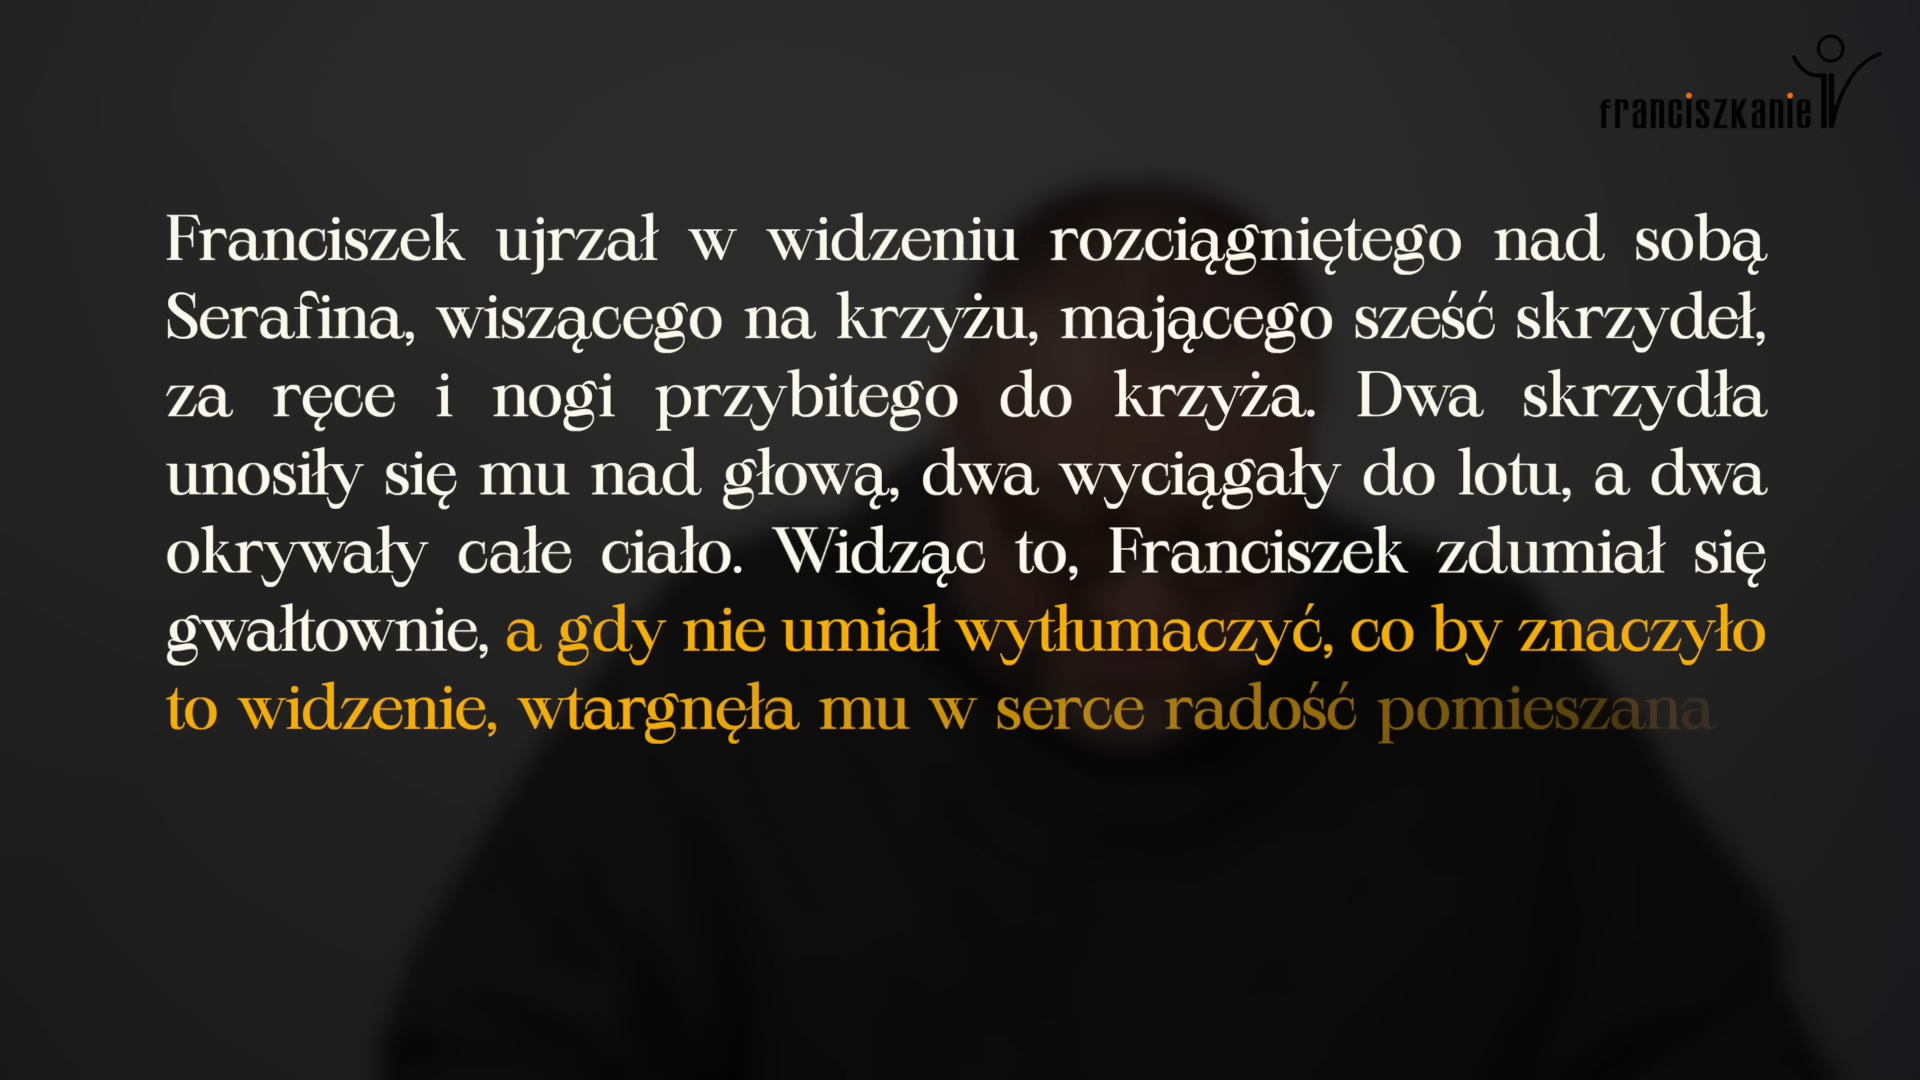 franciszkanie
Franciszek ujrzał w widzeniu rozciągniętego nad sobą
Serafina, wiszącego na krzyżu, mającego sześć skrzydeł,
za ręce i nogi przybitego do krzyża. Dwa skrzydła
unosiły się mu nad głową, dwa wyciągały do lotu, a dwa
okrywały całe ciało. Widząc to, Franciszek zdumiał się
gwałtownie, a gdy nie umiał wytłumaczyć, co by znaczyło
to widzenie, wtargnęła mu w serce radość pomieszana